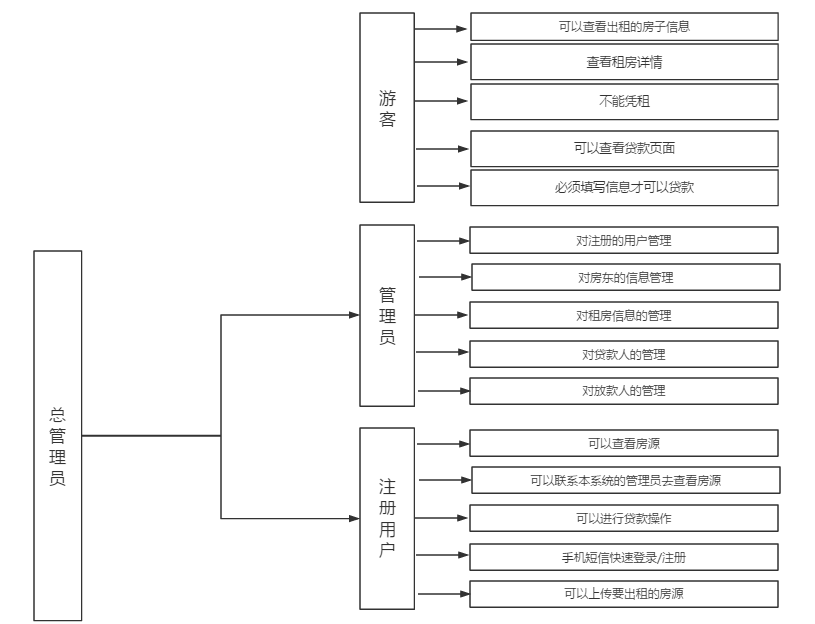 总管理员
游客
可以查看出租的房子信息
查看租房详情
不能凭租
可以查看贷款页面
必须填写信息才可以贷款
管理员
对注册的用户管理
对房东的信息管理
对租房信息的管理
对贷款人的管理
对放款人的管理
注册用户
可以查看房源
可以联系本系统的管理员去查看房源
可以进行贷款操作
手机短信快速登录/注册
可以上传要出租的房源